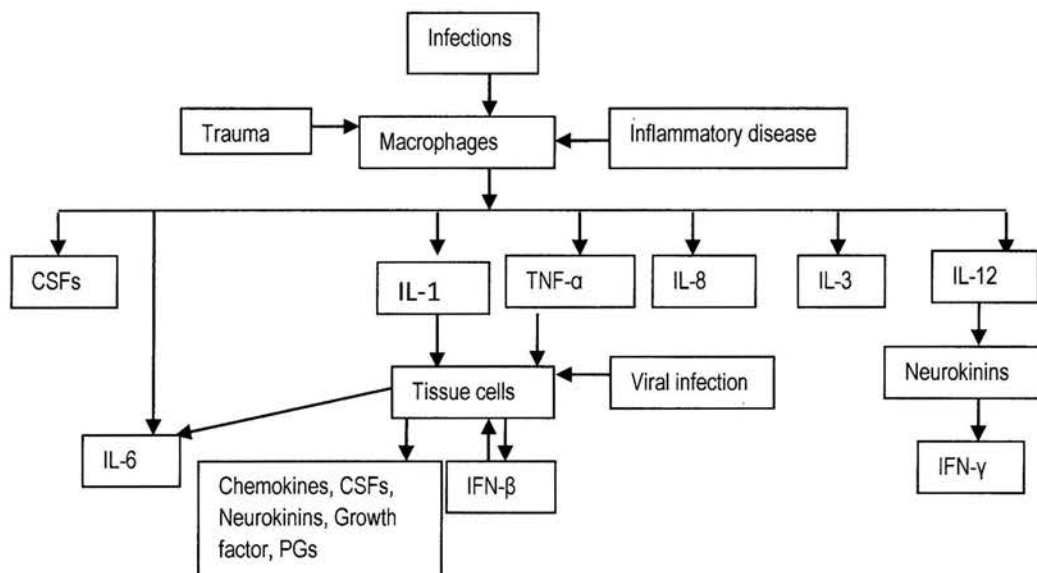 Infections
Trauma
Macrophages
Inflammatory disease
CSFs
IL-1
TNF-α
IL-8
IL-3
IL-12
Tissue cells
Viral infection
Neurokinins
IL-6
Chemokines, CSFs,
Neurokinins, Growth
factor, PGs
IFN-β
IFN-γ